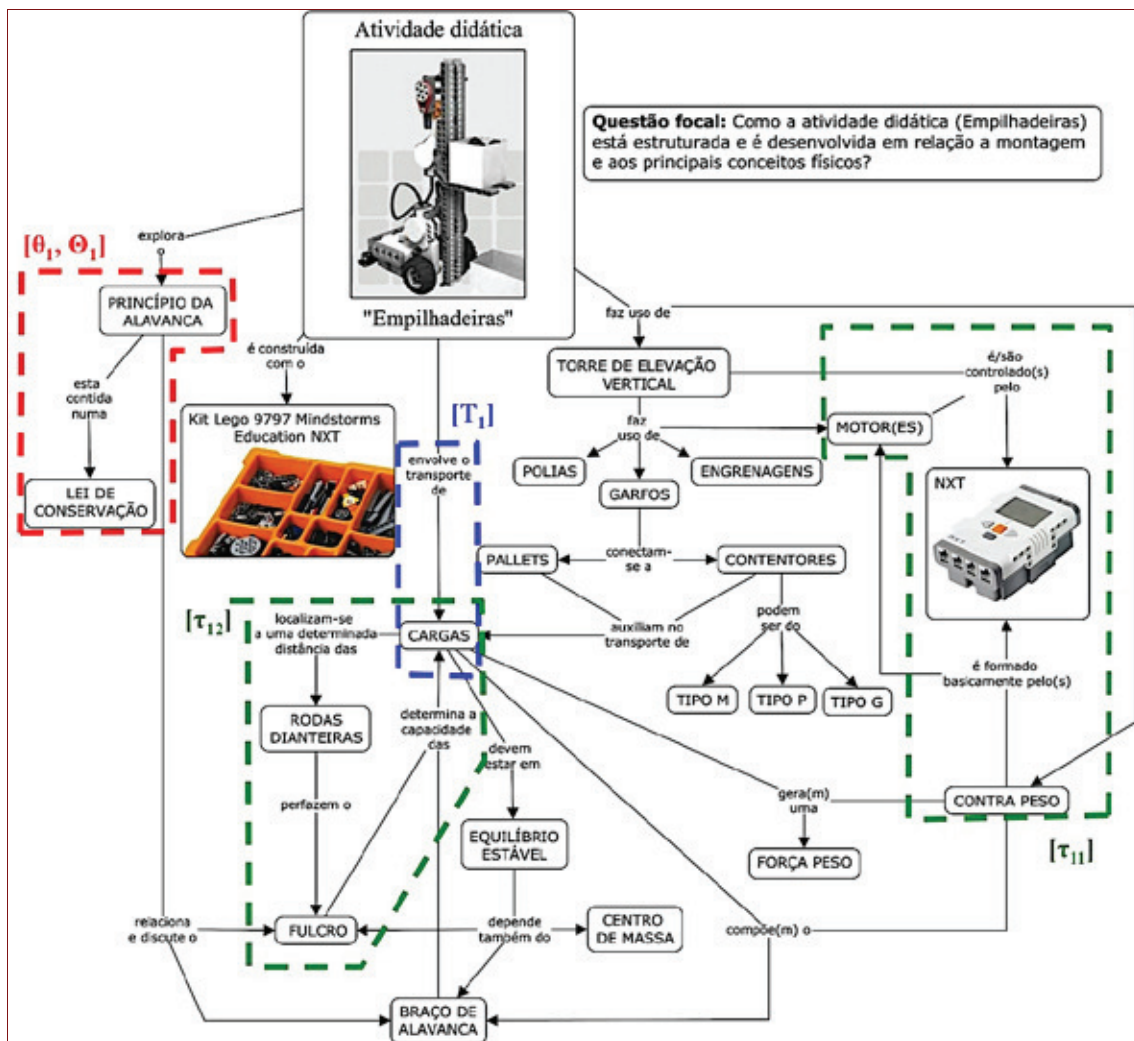 Atividade didática
"Empilhadeiras"
Questão focal: Como a atividade didática (Empilhadeiras)
está estruturada e é desenvolvida em relação a montagem
e aos principais conceitos físicos?
[θ₁, Θ₁]
explora
o
PRINCÍPIO DA
ALAVANCA
esta
contida
numa
LEI DE
CONSERVAÇÃO
é construída
com o
Kit Lego 9797 Mindstorms
Education NXT
[T₁]
envolve o
transporte
de
faz uso de
TORRE DE ELEVAÇÃO
VERTICAL
é/são
controlado(s)
pelo
faz
uso de
MOTOR(ES)
POLIAS
GARFOS
ENGRENAGENS
NXT
PALLETS
conectam-
se a
CONTENTORES
[τ₁₂]
localizam-se
a uma determinada
distância das
CARGAS
auxiliam no
transporte de
podem
ser do
TIPO M
TIPO P
TIPO G
é formado
basicamente pelo(s)
RODAS
DIANTEIRAS
determina a
capacidade
das
devem
estar em
perfazem o
gera(m)
uma
CONTRA PESO
EQUILÍBRIO
ESTÁVEL
FORÇA PESO
[τ₁₁]
relaciona
e discute o
FULCRO
depende
também do
CENTRO
DE MASSA
compõe(m) o
BRAÇO DE
ALAVANCA